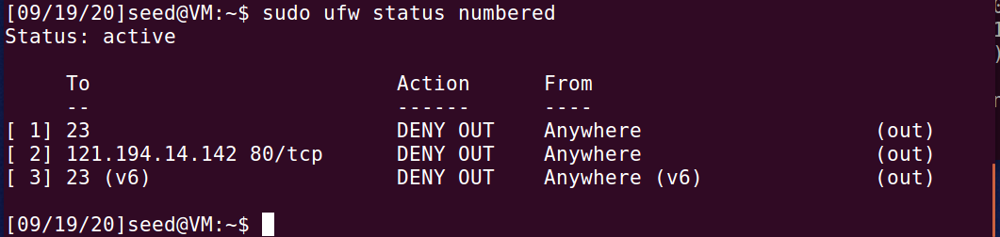 [09/19/20]seed@VM:~$ sudo ufw status numbered
Status: active
To Action From
-- ------ ----
[ 1] 23 DENY OUT Anywhere (out)
[ 2] 121.194.14.142 80/tcp DENY OUT Anywhere (out)
[ 3] 23 (v6) DENY OUT Anywhere (v6) (out)
[09/19/20]seed@VM:~$